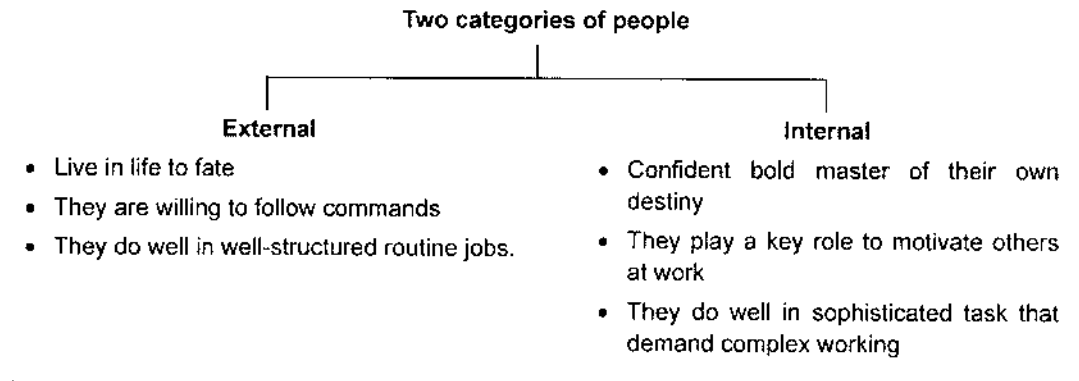 Two categories of people
External
• Live in life to fate
• They are willing to follow commands
• They do well in well-structured routine jobs.
Internal
• Confident bold master of their own
destiny
• They play a key role to motivate others
at work
• They do well in sophisticated task that
demand complex working